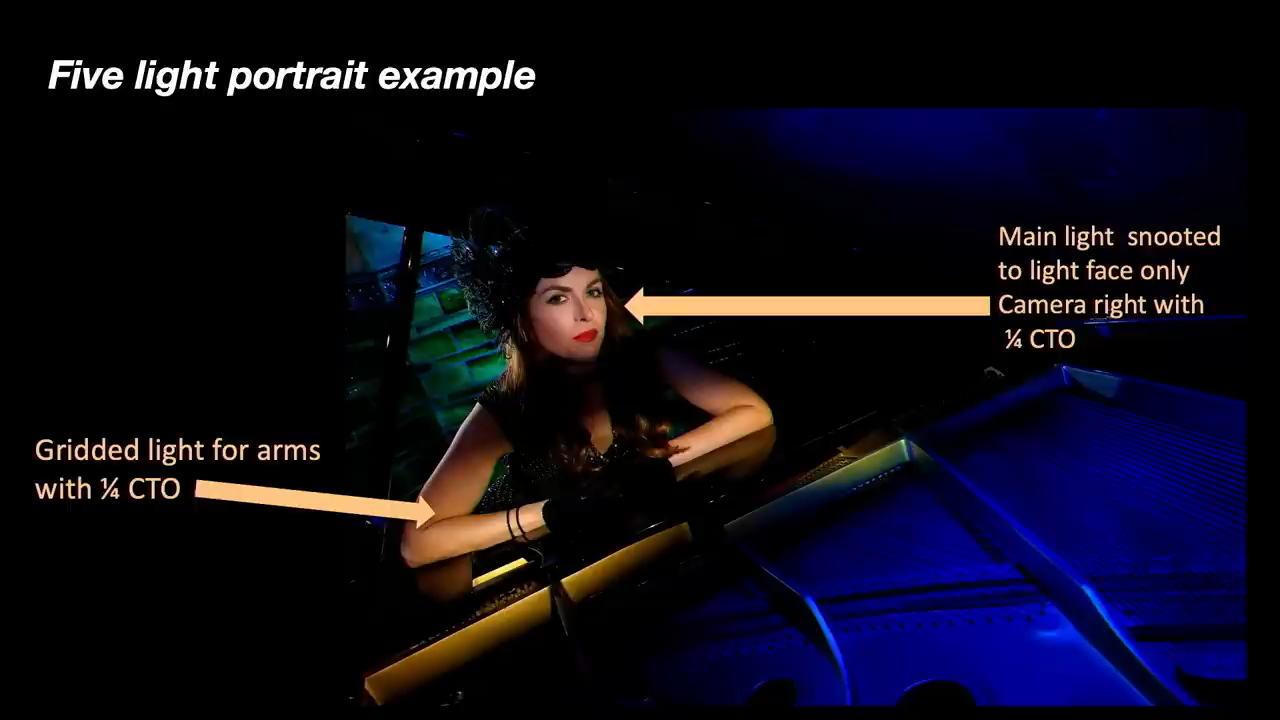 Five light portrait example
Main light  snooted
to light face only
Camera right with
¼ CTO
Gridded light for arms
with ¼ CTO